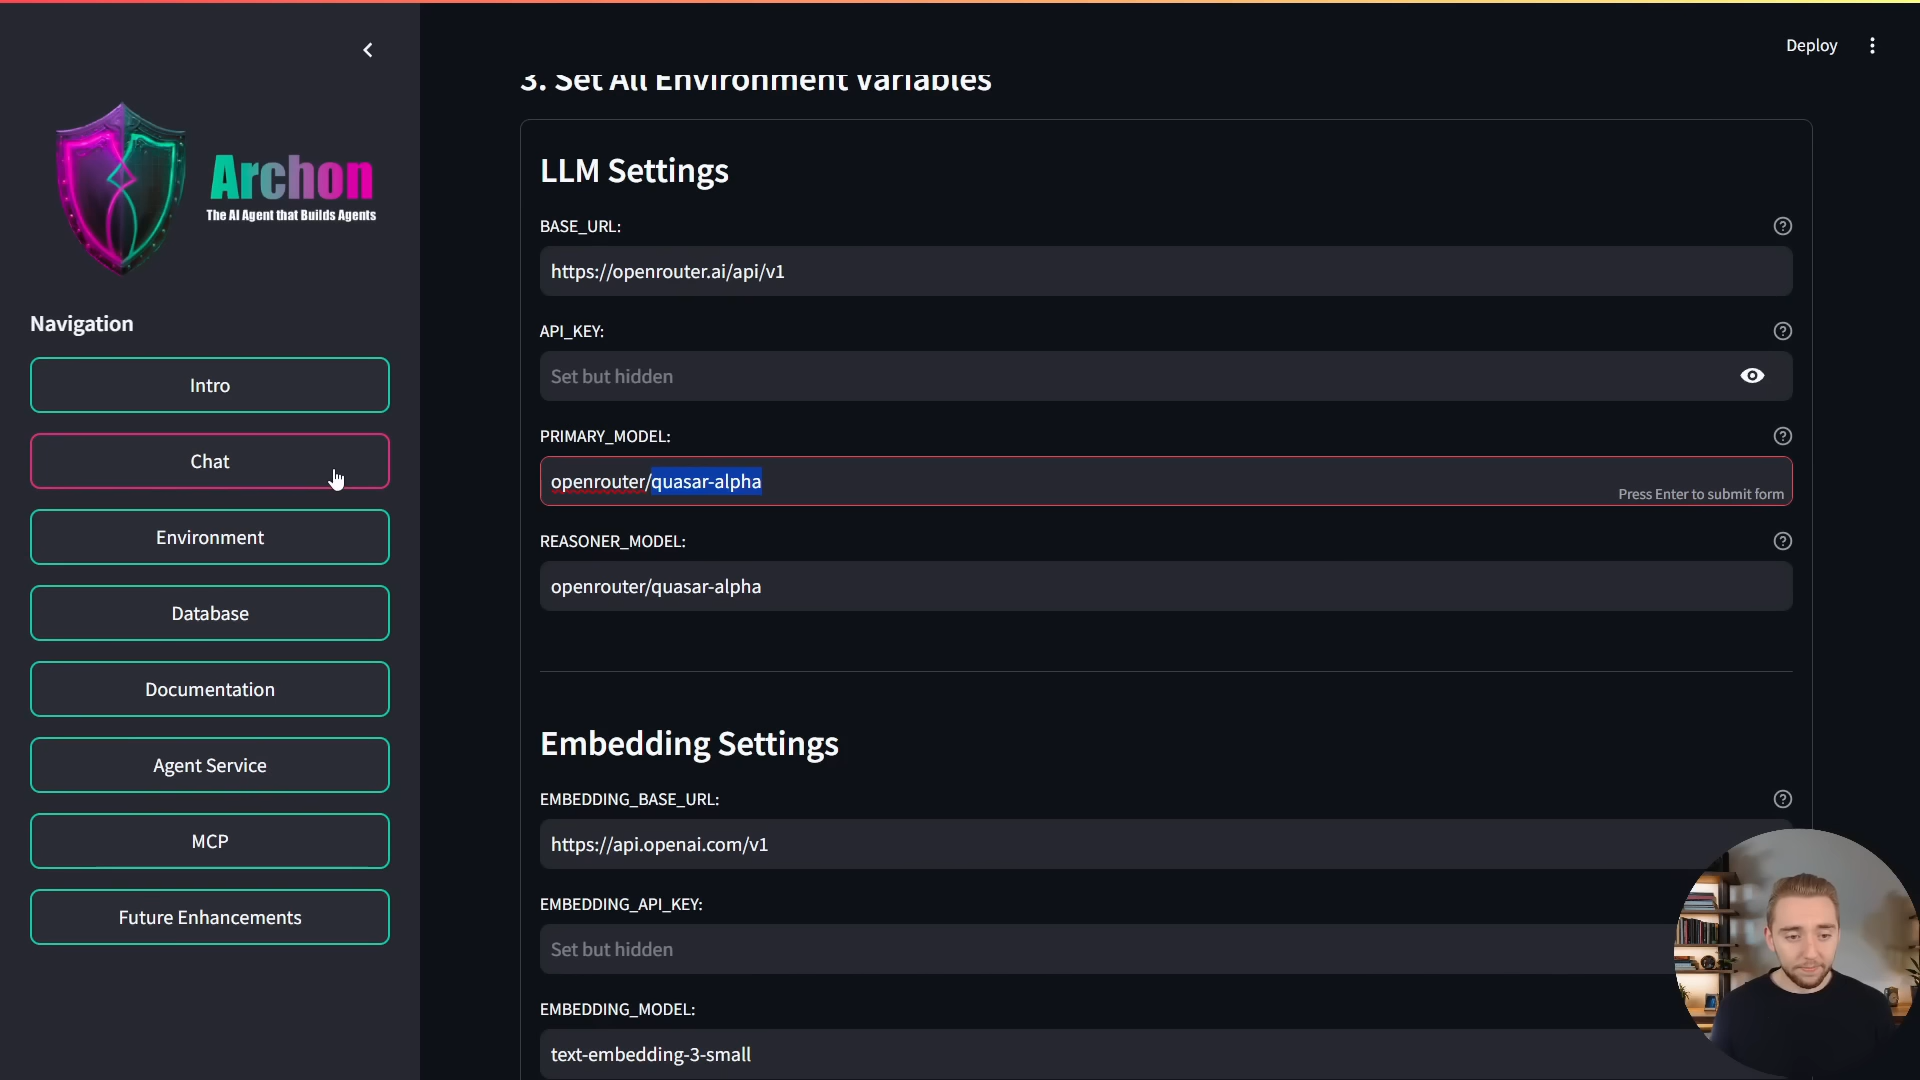 Deploy
Archon
The AI Agent that Builds Agents
Navigation
Intro
Chat
Environment
Database
Documentation
Agent Service
MCP
Future Enhancements
3. Set All Environment Variables
LLM Settings
BASE_URL:
https://openrouter.ai/api/v1
API_KEY:
Set but hidden
PRIMARY_MODEL:
openrouter/quasar-alpha
Press Enter to submit form
REASONER_MODEL:
openrouter/quasar-alpha
Embedding Settings
EMBEDDING_BASE_URL:
https://api.openai.com/v1
EMBEDDING_API_KEY:
Set but hidden
EMBEDDING_MODEL:
text-embedding-3-small